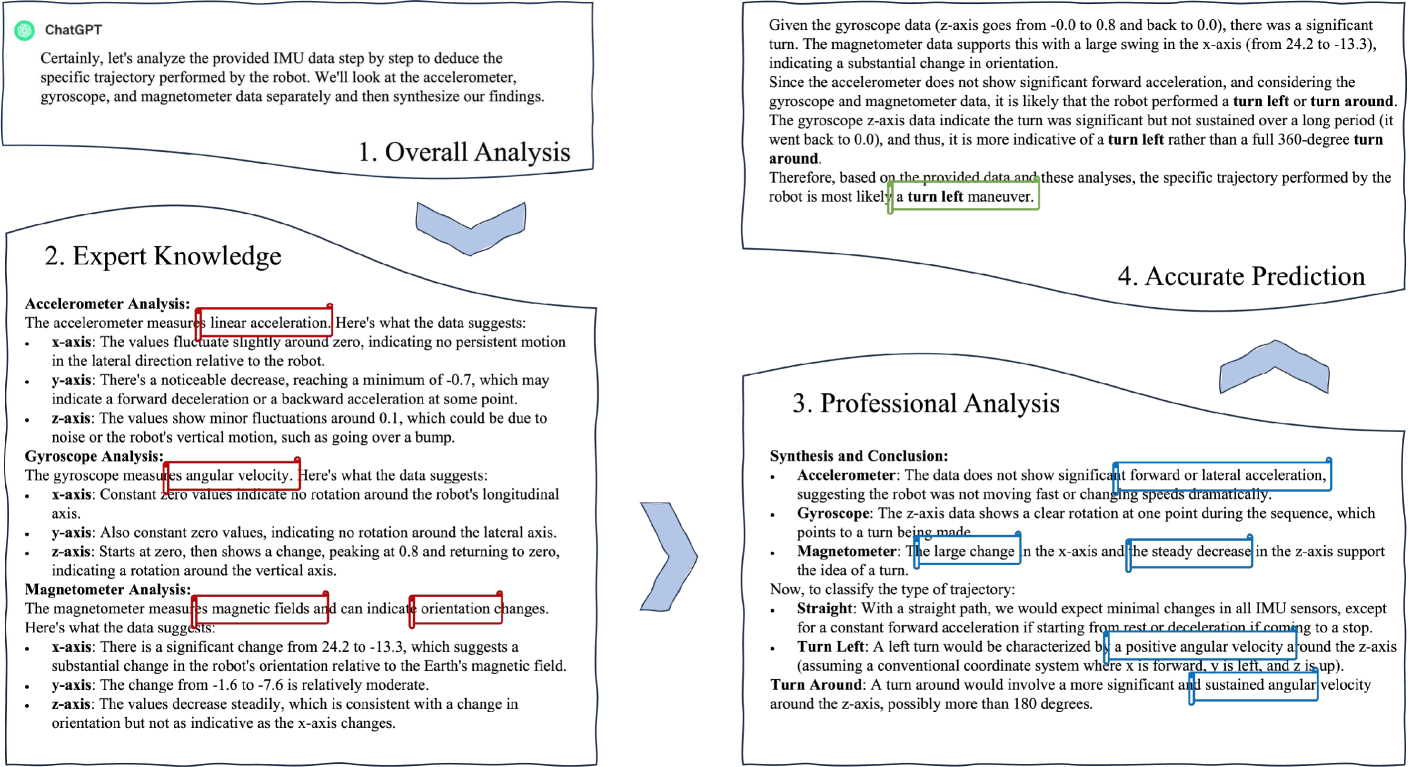 ChatGPT
Certainly, let's analyze the provided IMU data step by step to deduce the
specific trajectory performed by the robot. We'll look at the accelerometer,
gyroscope, and magnetometer data separately and then synthesize our findings.
1. Overall Analysis
2. Expert Knowledge
Accelerometer Analysis:
The accelerometer measures linear acceleration. Here's what the data suggests:
• x-axis: The values fluctuate slightly around zero, indicating no persistent motion
in the lateral direction relative to the robot.
• y-axis: There's a noticeable decrease, reaching a minimum of -0.7, which may
indicate a forward deceleration or a backward acceleration at some point.
• z-axis: The values show minor fluctuations around 0.1, which could be due to
noise or the robot's vertical motion, such as going over a bump.
Gyroscope Analysis:
The gyroscope measures angular velocity. Here's what the data suggests:
• x-axis: Constant zero values indicate no rotation around the robot's longitudinal
axis.
• y-axis: Also constant zero values, indicating no rotation around the lateral axis.
• z-axis: Starts at zero, then shows a change, peaking at 0.8 and returning to zero,
indicating a rotation around the vertical axis.
Magnetometer Analysis:
The magnetometer measures magnetic fields and can indicate orientation changes.
Here's what the data suggests:
• x-axis: There is a significant change from 24.2 to -13.3, which suggests a
substantial change in the robot's orientation relative to the Earth's magnetic field.
• y-axis: The change from -1.6 to -7.6 is relatively moderate.
• z-axis: The values decrease steadily, which is consistent with a change in
orientation but not as indicative as the x-axis changes.
3. Professional Analysis
Synthesis and Conclusion:
• Accelerometer: The data does not show significant forward or lateral acceleration,
suggesting the robot was not moving fast or changing speeds dramatically.
• Gyroscope: The z-axis data shows a clear rotation at one point during the sequence, which
points to a turn being made.
• Magnetometer: The large change in the x-axis and the steady decrease in the z-axis support
the idea of a turn.
Now, to classify the type of trajectory:
• Straight: With a straight path, we would expect minimal changes in all IMU sensors, except
for a constant forward acceleration if starting from rest or deceleration if coming to a stop.
• Turn Left: A left turn would be characterized by a positive angular velocity around the z-axis
(assuming a conventional coordinate system where x is forward, y is left, and z is up).
Turn Around: A turn around would involve a more significant and sustained angular velocity
around the z-axis, possibly more than 180 degrees.
Given the gyroscope data (z-axis goes from -0.0 to 0.8 and back to 0.0), there was a significant
turn. The magnetometer data supports this with a large swing in the x-axis (from 24.2 to -13.3),
indicating a substantial change in orientation.
Since the accelerometer does not show significant forward acceleration, and considering the
gyroscope and magnetometer data, it is likely that the robot performed a turn left or turn around.
The gyroscope z-axis data indicate the turn was significant but not sustained over a long period (it
went back to 0.0), and thus, it is more indicative of a turn left rather than a full 360-degree turn
around.
Therefore, based on the provided data and these analyses, the specific trajectory performed by the
robot is most likely a turn left maneuver.
4. Accurate Prediction